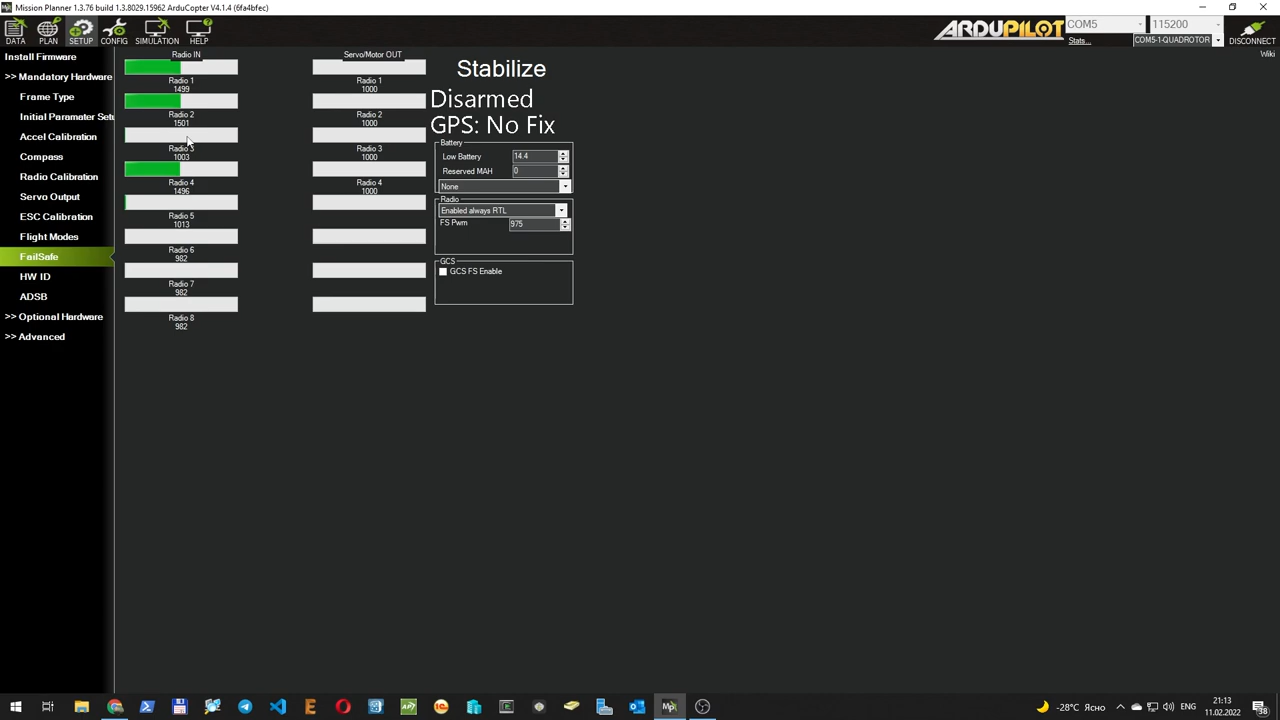 Mission Planner 1.3.76 build 1.3.8029.15962 ArduCopter V4.1.4 (6fa4bfec)
DATA PLAN SETUP CONFIG SIMULATION HELP
ARDUPILOT COM5 115200
Stats... COM5-1-QUADROTOR DISCONNECT
Wiki
Install Firmware
>> Mandatory Hardware
Frame Type
Initial Paramater Setu
Accel Calibration
Compass
Radio Calibration
Servo Output
ESC Calibration
Flight Modes
FailSafe
HW ID
ADSB
>> Optional Hardware
>> Advanced
Radio IN
Radio 1
1499
Radio 2
1501
Radio 3
1003
Radio 4
1496
Radio 5
1013
Radio 6
982
Radio 7
982
Radio 8
982
Servo/Motor OUT
Radio 1
1000
Radio 2
1000
Radio 3
1000
Radio 4
1000
Stabilize
Disarmed
GPS: No Fix
Battery
Low Battery 14.4
Reserved MAH 0
None
Radio
Enabled always RTL
FS Pwm 975
GCS
GCS FS Enable
-28°C Ясно ENG
21:13
11.02.2022
38